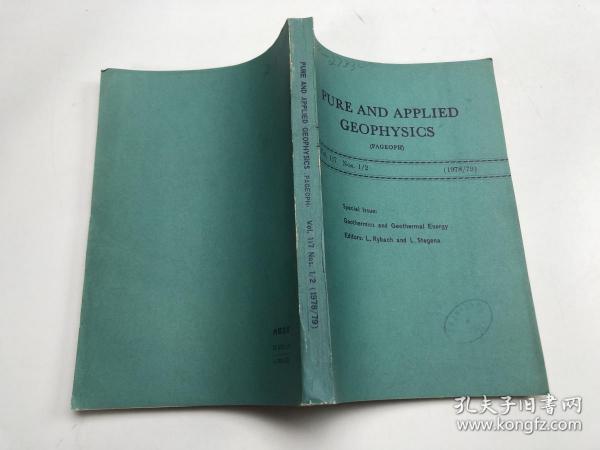 PURE AND APPLIED
GEOPHYSICS
(PAGEOPH)
Vol. 117 Nos. 1/2 (1978/79)
Special Issue:
Geothermics and Geothermal Energy
Editors: L. Rybach and L. Stegena
PURE AND APPLIED GEOPHYSICS (PAGEOPH) Vol. 117 Nos. 1/2 (1978/79)
孔夫子旧书网
www.kongfz.com